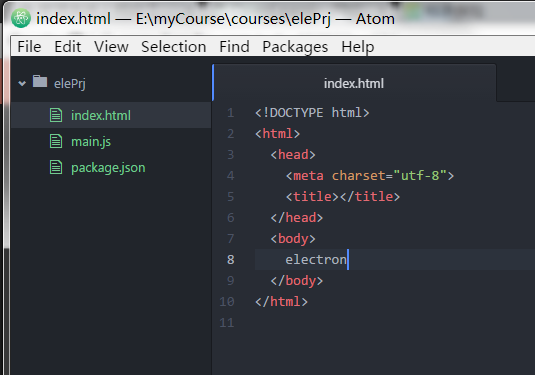 index.html — E:\myCourse\courses\elePrj — Atom
File Edit View Selection Find Packages Help
elePrj
index.html
main.js
package.json
index.html
1 <!DOCTYPE html>
2 <html>
3 <head>
4 <meta charset="utf-8">
5 <title></title>
6 </head>
7 <body>
8 electron
9 </body>
10 </html>
11